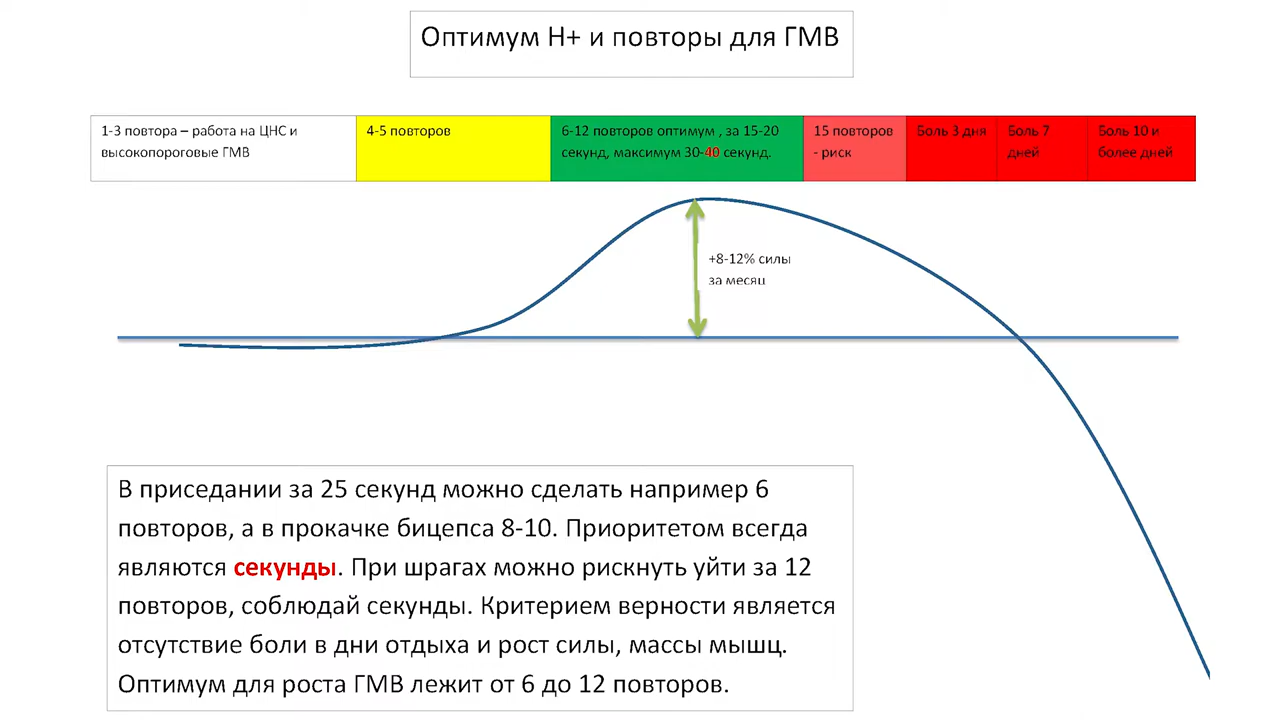 Оптимум Н+ и повторы для ГМВ
1-3 повтора – работа на ЦНС и
высокопороговые ГМВ
4-5 повторов
6-12 повторов оптимум , за 15-20
секунд, максимум 30-40 секунд.
15 повторов
- риск
Боль 3 дня
Боль 7
дней
Боль 10 и
более дней
+8-12% силы
за месяц
В приседании за 25 секунд можно сделать например 6
повторов, а в прокачке бицепса 8-10. Приоритетом всегда
являются секунды. При шрагах можно рискнуть уйти за 12
повторов, соблюдай секунды. Критерием верности является
отсутствие боли в дни отдыха и рост силы, массы мышц.
Оптимум для роста ГМВ лежит от 6 до 12 повторов.